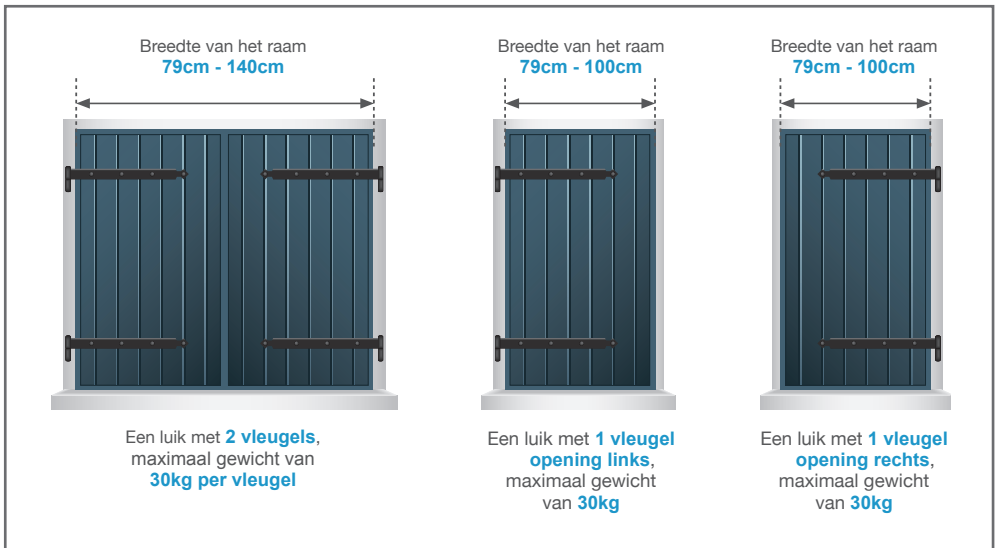 Breedte van het raam
79cm - 140cm
Een luik met 2 vleugels,
maximaal gewicht van
30kg per vleugel
Breedte van het raam
79cm - 100cm
Een luik met 1 vleugel
opening links,
maximaal gewicht
van 30kg
Breedte van het raam
79cm - 100cm
Een luik met 1 vleugel
opening rechts,
maximaal gewicht
van 30kg